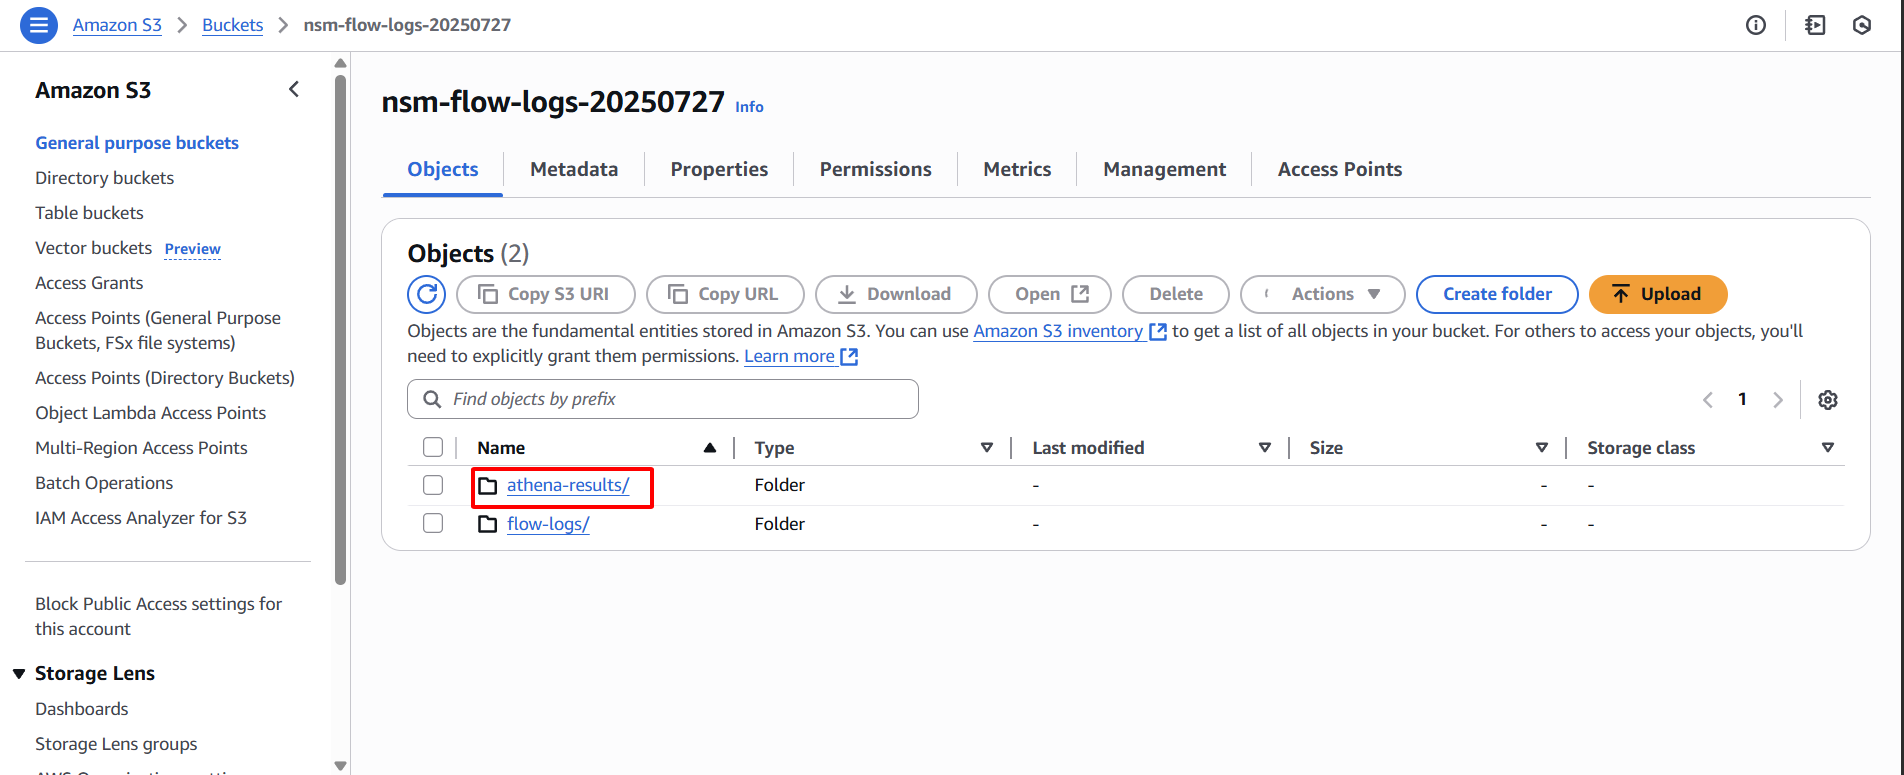 Amazon S3 > Buckets > nsm-flow-logs-20250727
Amazon S3
General purpose buckets
Directory buckets
Table buckets
Vector buckets Preview
Access Grants
Access Points (General Purpose
Buckets, FSx file systems)
Access Points (Directory Buckets)
Object Lambda Access Points
Multi-Region Access Points
Batch Operations
IAM Access Analyzer for S3
Block Public Access settings for
this account
Storage Lens
Dashboards
Storage Lens groups
nsm-flow-logs-20250727 Info
Objects Metadata Properties Permissions Metrics Management Access Points
Objects (2)
Copy S3 URI Copy URL Download Open Delete Actions Create folder Upload
Objects are the fundamental entities stored in Amazon S3. You can use Amazon S3 inventory to get a list of all objects in your bucket. For others to access your objects, you'll
need to explicitly grant them permissions. Learn more
Find objects by prefix
1
Name Type Last modified Size Storage class
athena-results/ Folder - - -
flow-logs/ Folder - - -